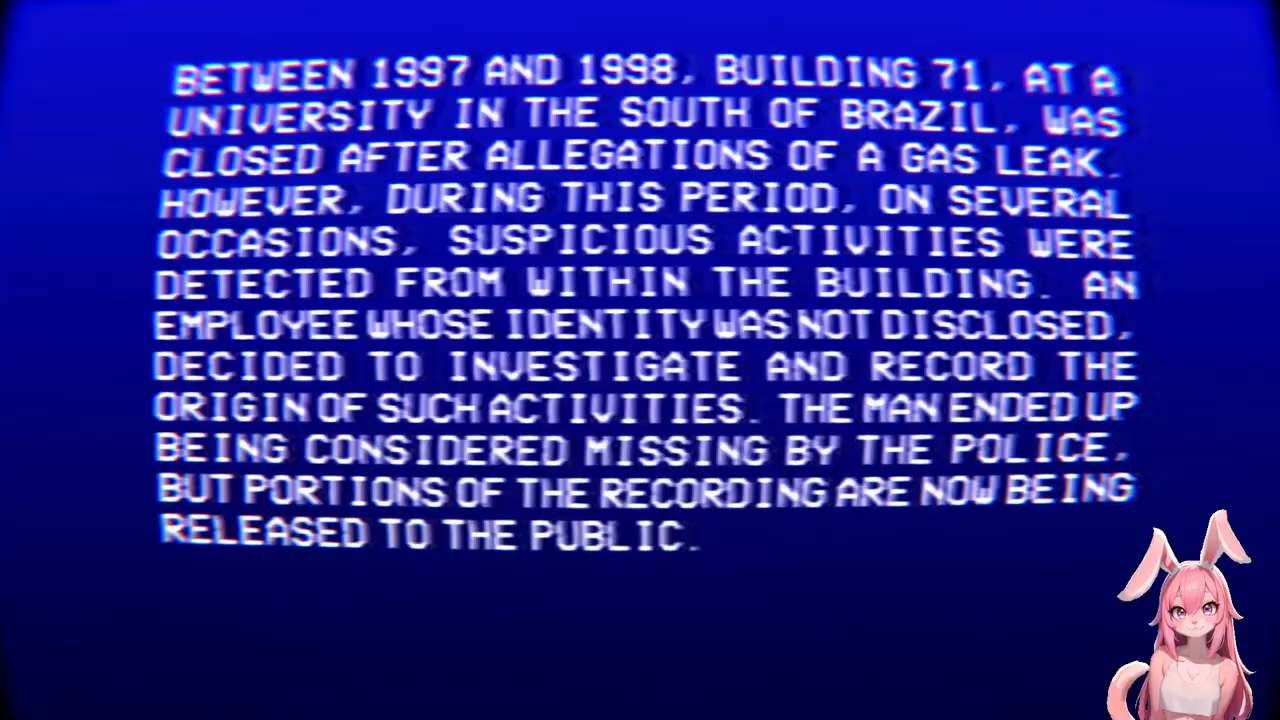 BETWEEN 1997 AND 1998, BUILDING 71, AT A
UNIVERSITY IN THE SOUTH OF BRAZIL, WAS
CLOSED AFTER ALLEGATIONS OF A GAS LEAK.
HOWEVER, DURING THIS PERIOD, ON SEVERAL
OCCASIONS, SUSPICIOUS ACTIVITIES WERE
DETECTED FROM WITHIN THE BUILDING. AN
EMPLOYEE WHOSE IDENTITY WAS NOT DISCLOSED,
DECIDED TO INVESTIGATE AND RECORD THE
ORIGIN OF SUCH ACTIVITIES. THE MAN ENDED UP
BEING CONSIDERED MISSING BY THE POLICE,
BUT PORTIONS OF THE RECORDING ARE NOW BEING
RELEASED TO THE PUBLIC.